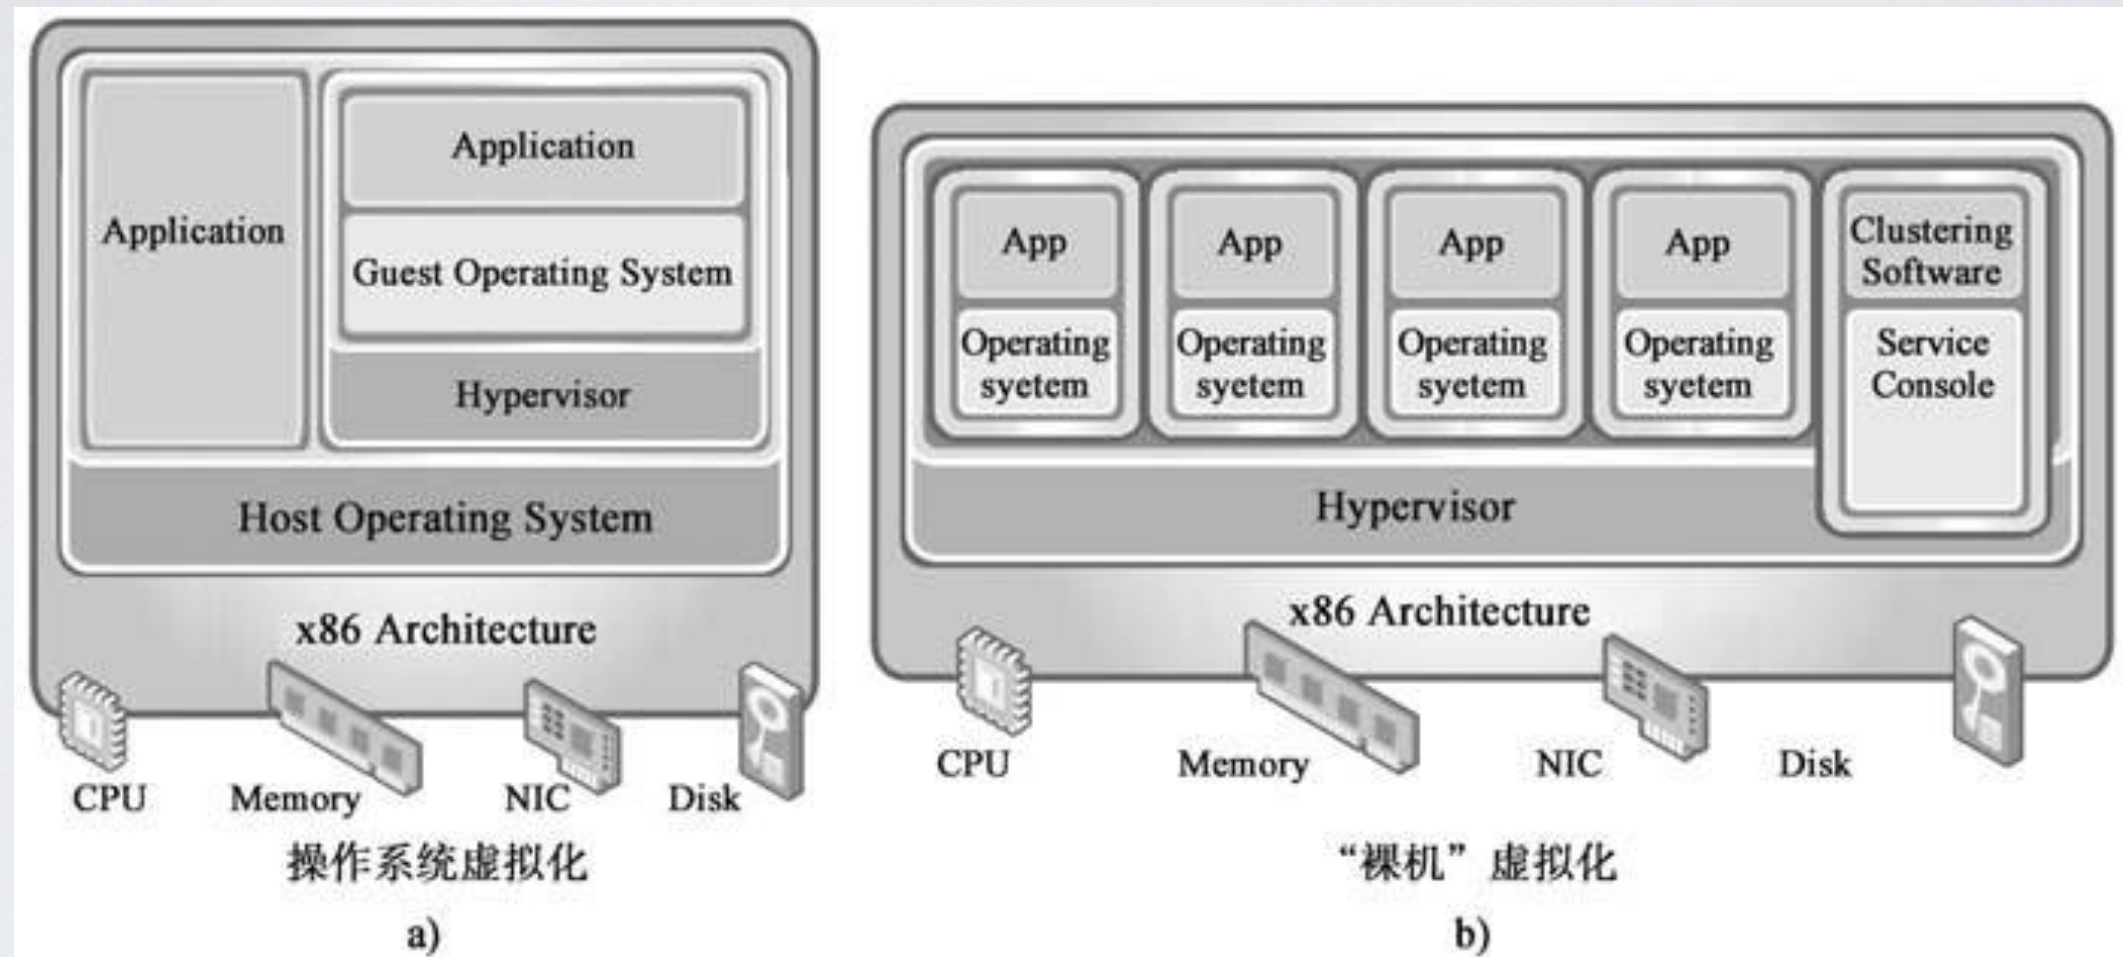 Application
Application
Guest Operating System
Hypervisor
Host Operating System
x86 Architecture
CPU
Memory
NIC
Disk
操作系统虚拟化
a)
App
Operating
syetem
App
Operating
syetem
App
Operating
syetem
App
Operating
syetem
Clustering
Software
Service
Console
Hypervisor
x86 Architecture
CPU
Memory
NIC
Disk
“裸机”虚拟化
b)